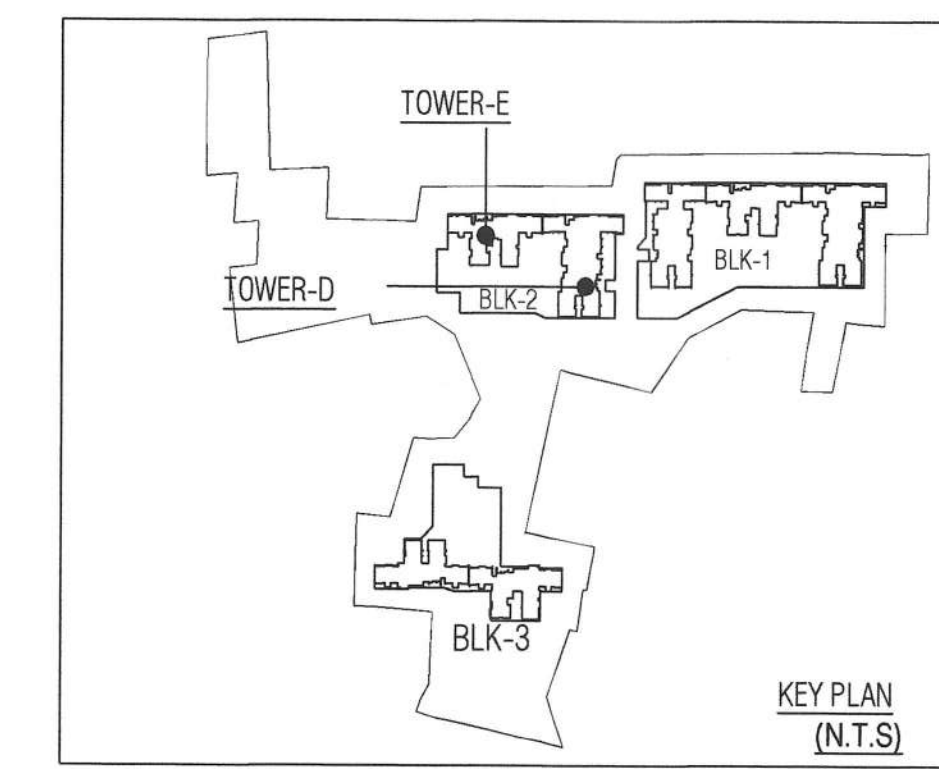 TOWER-E
BLK-1
TOWER-D
BLK-2
BLK-3
KEY PLAN
(N.T.S)